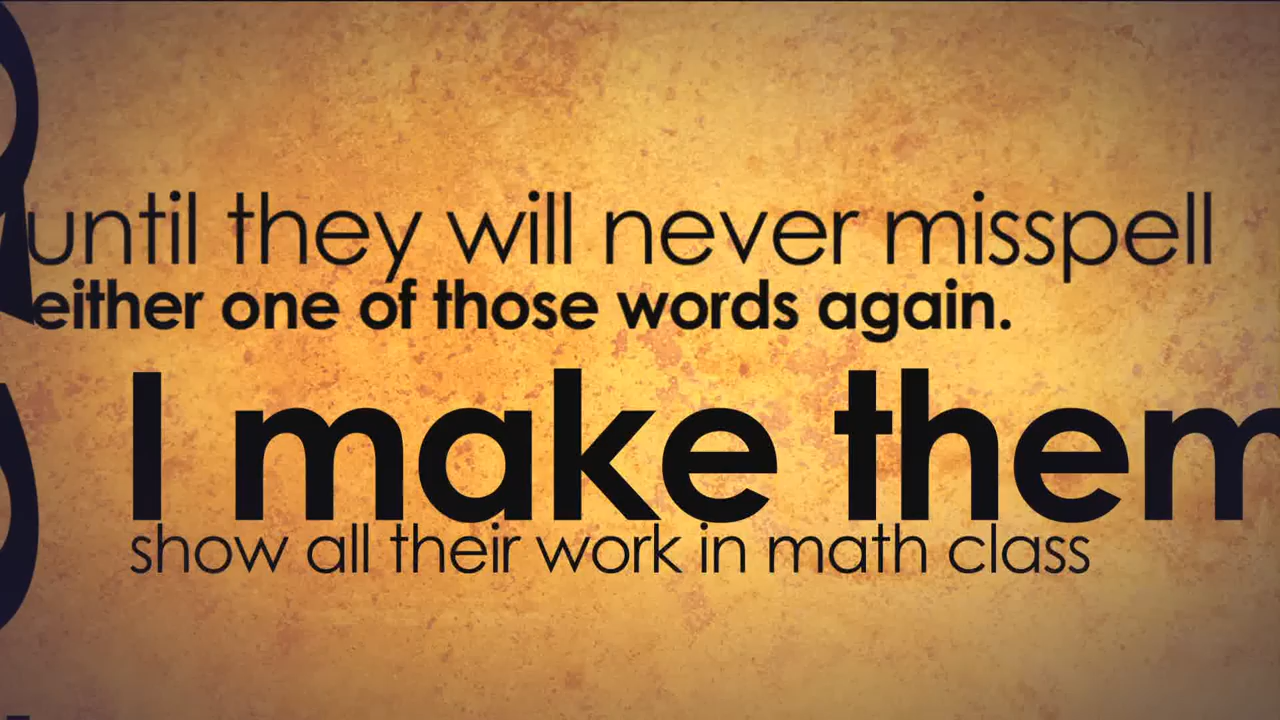 until they will never misspell
either one of those words again.
I make them
show all their work in math class